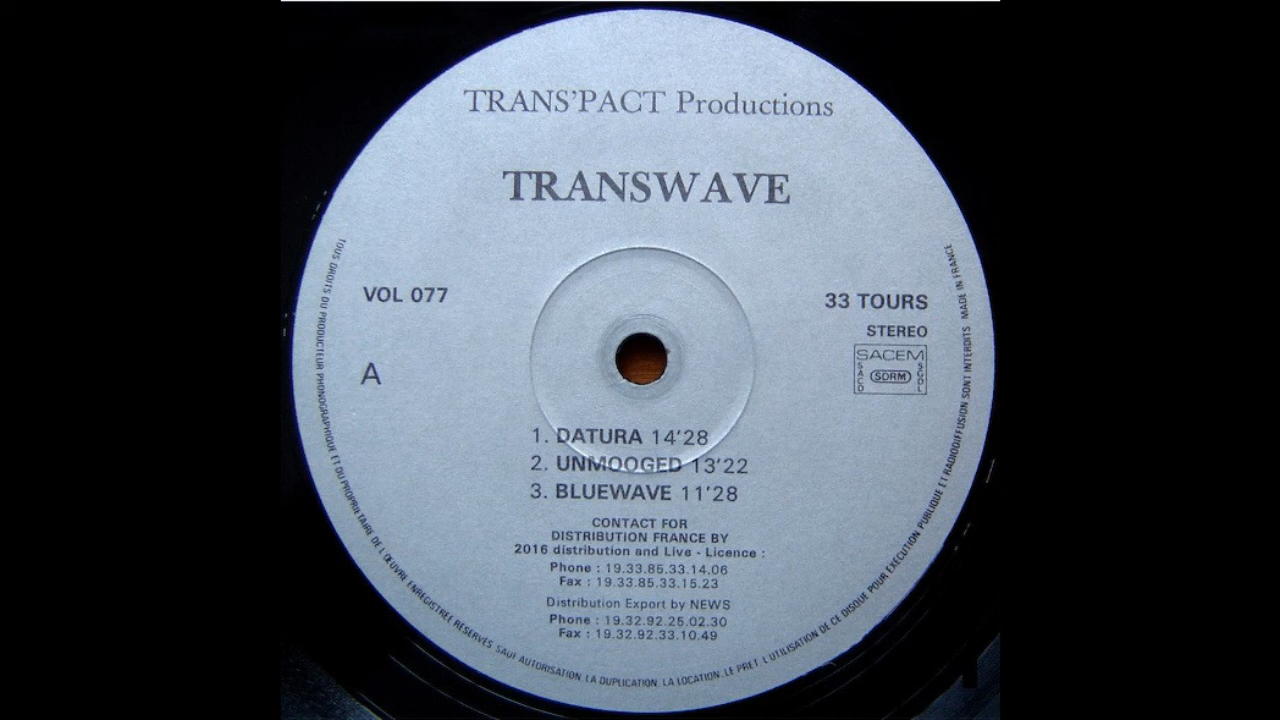 TRANS'PACT Productions
TRANSWAVE
VOL 077
33 TOURS
STEREO
A
SACEM
SACD
SDRM
SGDL
1. DATURA 14'28
2. UNMOOGED 13'22
3. BLUEWAVE 11'28
CONTACT FOR
DISTRIBUTION FRANCE BY
2016 distribution and Live - Licence :
Phone : 19.33.85.33.14.06
Fax : 19.33.85.33.15.23
Distribution Export by NEWS
Phone : 19.32.92.25.02.30
Fax : 19.32.92.33.10.49
TOUS DROITS DU PRODUCTEUR PHONOGRAPHIQUE ET DU PROPRIETAIRE DE L'ŒUVRE ENREGISTRÉE RÉSERVÉS. SAUF AUTORISATION, LA DUPLICATION, LA LOCATION, LE PRET, L'UTILISATION DE CE DISQUE POUR EXECUTION PUBLIQUE ET RADIODIFFUSION SONT INTERDITS MADE IN FRANCE